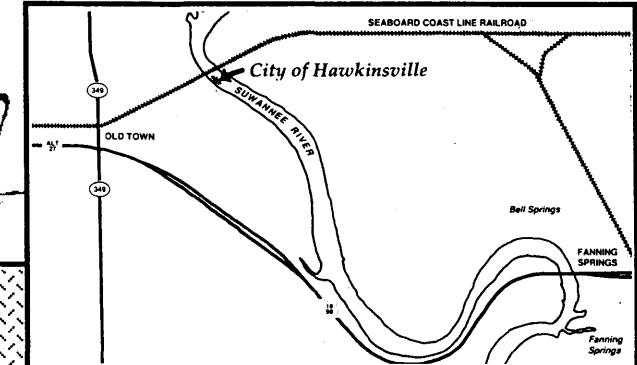 SEABOARD COAST LINE RAILROAD
City of Hawkinsville
349
SUWANNEE RIVER
OLD TOWN
ALT
27
349
Bell Springs
FANNING
SPRINGS
19
98
Fanning
Springs